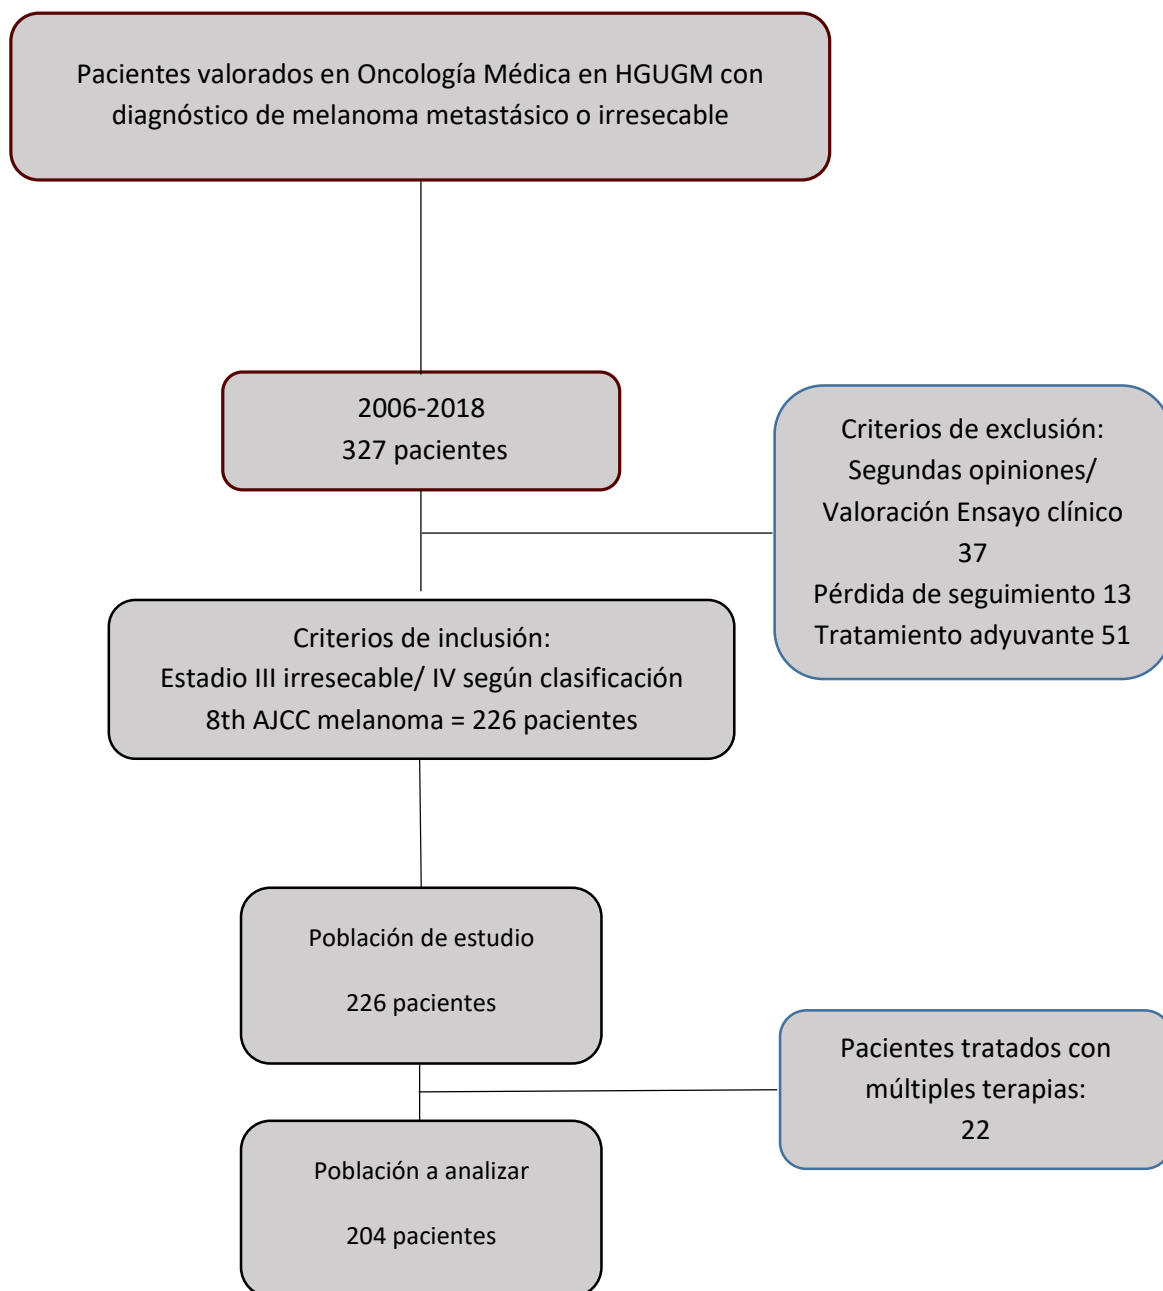 Pacientes valorados en Oncología Médica en HGUGM con
diagnóstico de melanoma metastásico o irresecable
2006-2018
327 pacientes
Criterios de exclusión:
Segundas opiniones/
Valoración Ensayo clínico
37
Pérdida de seguimiento 13
Tratamiento adyuvante 51
Criterios de inclusión:
Estadio III irresecable/ IV según clasificación
8th AJCC melanoma = 226 pacientes
Población de estudio
226 pacientes
Pacientes tratados con
múltiples terapias:
22
Población a analizar
204 pacientes